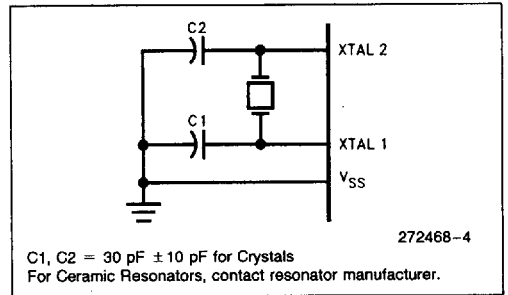 C2
XTAL 2
C1
XTAL 1
VSS
272468–4
C1, C2 = 30 pF ± 10 pF for Crystals
For Ceramic Resonators, contact resonator manufacturer.